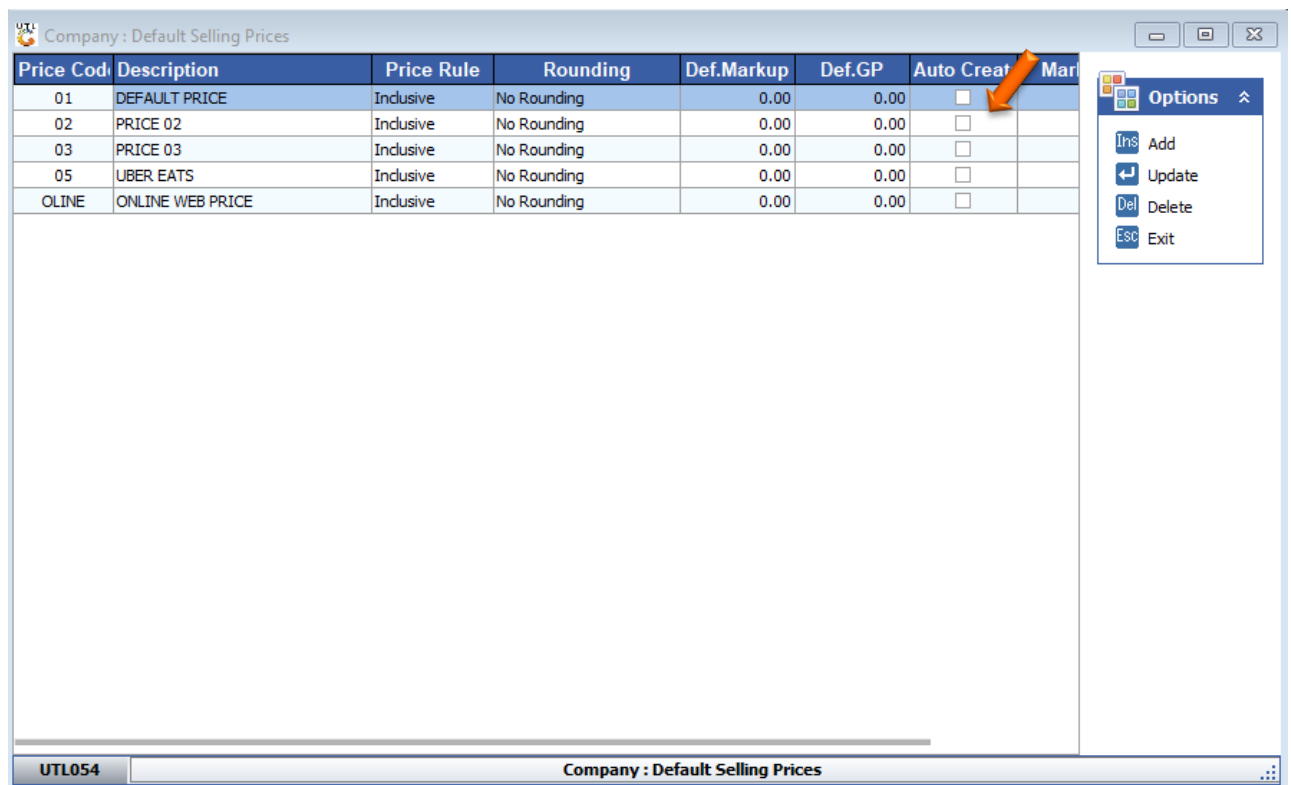 Company : Default Selling Prices
Price Cod Description Price Rule Rounding Def.Markup Def.GP Auto Creat Mark
01 DEFAULT PRICE Inclusive No Rounding 0.00 0.00
02 PRICE 02 Inclusive No Rounding 0.00 0.00
03 PRICE 03 Inclusive No Rounding 0.00 0.00
05 UBER EATS Inclusive No Rounding 0.00 0.00
OLINE ONLINE WEB PRICE Inclusive No Rounding 0.00 0.00
Options
Ins Add
Update
Del Delete
Esc Exit
UTL054 Company : Default Selling Prices